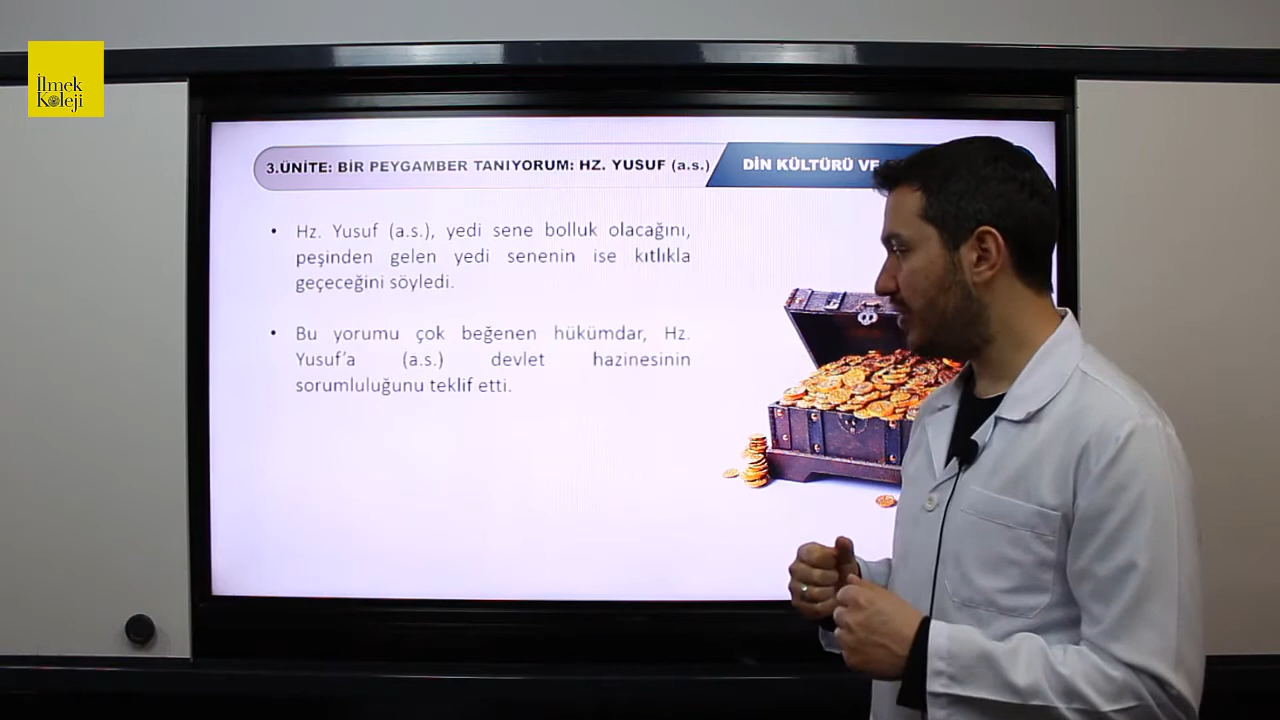 İlmek
Koleji
3.ÜNİTE: BİR PEYGAMBER TANIYORUM: HZ. YUSUF (a.s.)
DİN KÜLTÜRÜ VE
• Hz. Yusuf (a.s.), yedi sene bolluk olacağını,
peşinden gelen yedi senenin ise kıtlıkla
geçeceğini söyledi.
• Bu yorumu çok beğenen hükümdar, Hz.
Yusuf'a (a.s.) devlet hazinesinin
sorumluluğunu teklif etti.